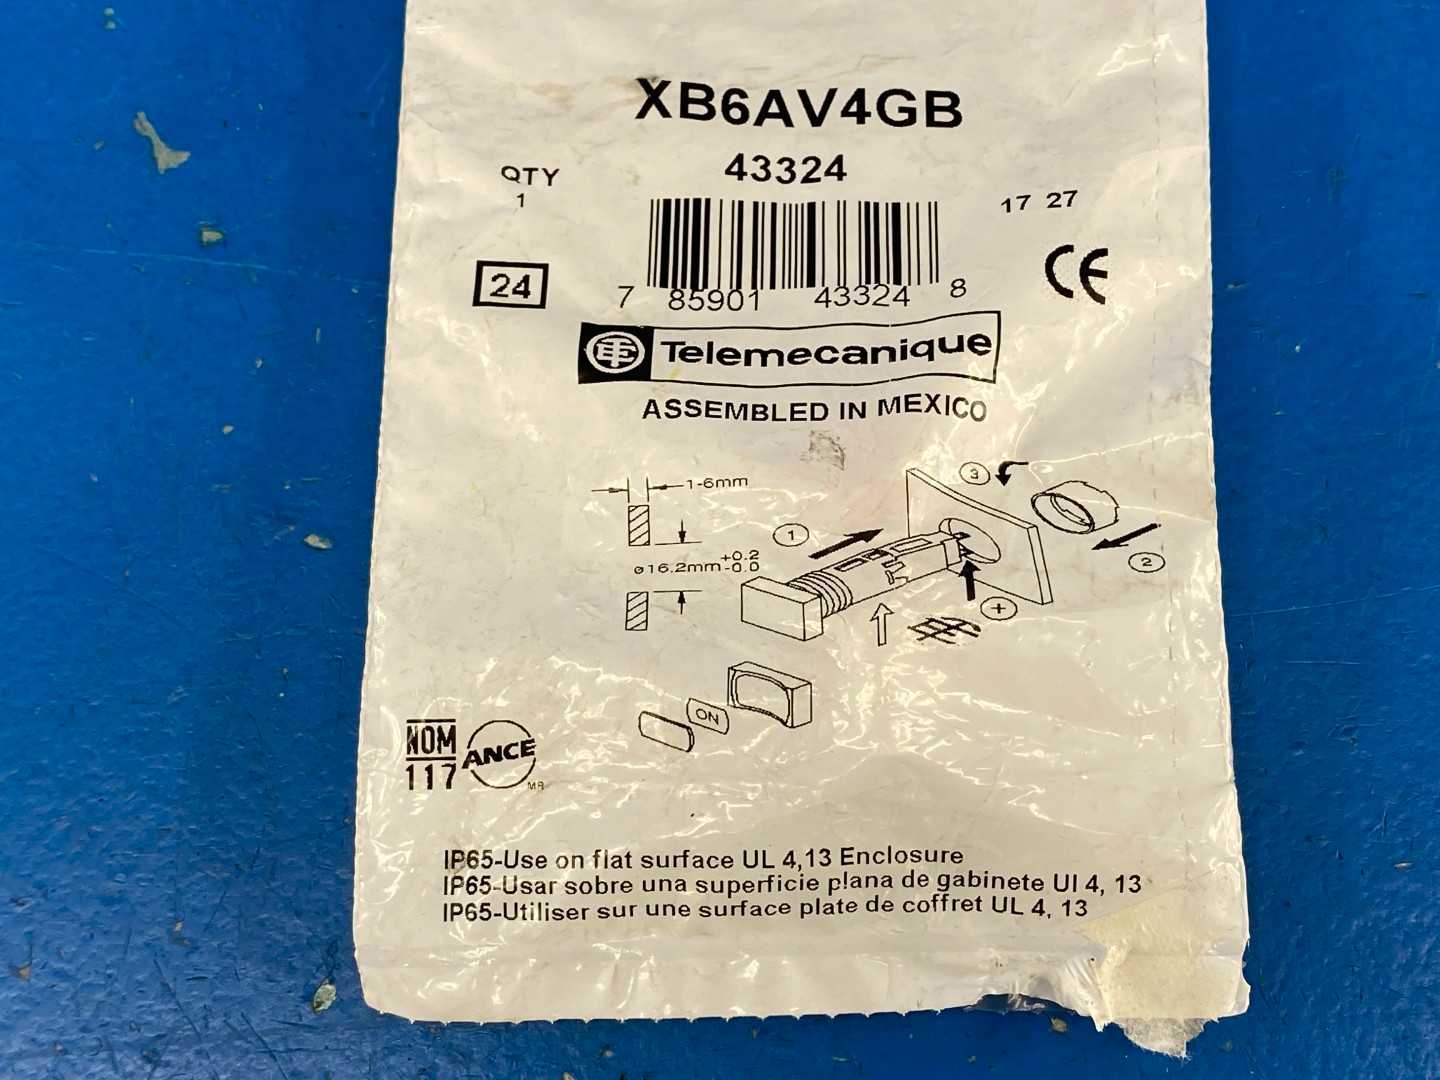 XB6AV4GB
43324
QTY
1
17 27
24
7 85901 43324 8
CE
Telemecanique
ASSEMBLED IN MEXICO
1-6mm
3
1
ø16.2mm +0.2 -0.0
2
+
ON
NOM
117
ANCE
MR
IP65-Use on flat surface UL 4,13 Enclosure
IP65-Usar sobre una superficie plana de gabinete Ul 4, 13
IP65-Utiliser sur une surface plate de coffret UL 4, 13